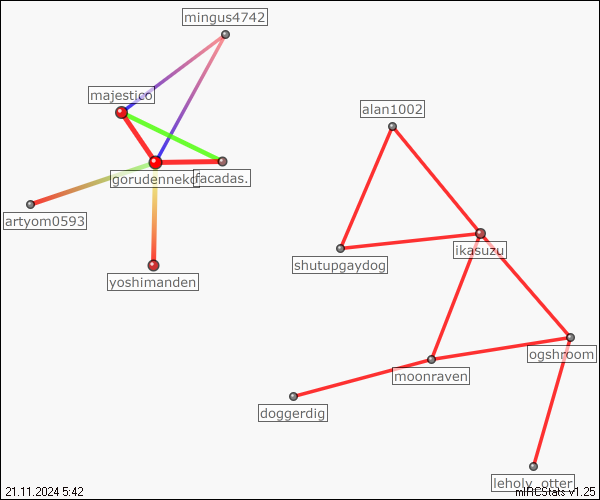 mingus4742
majestico
alan1002
gorudennekc
facadas.
artyom0593
ikasuzu
shutupgaydog
yoshimanden
ogshroom
moonraven
doggerdig
leholy_otter
21.11.2024 5:42
mIRCStats v1.25